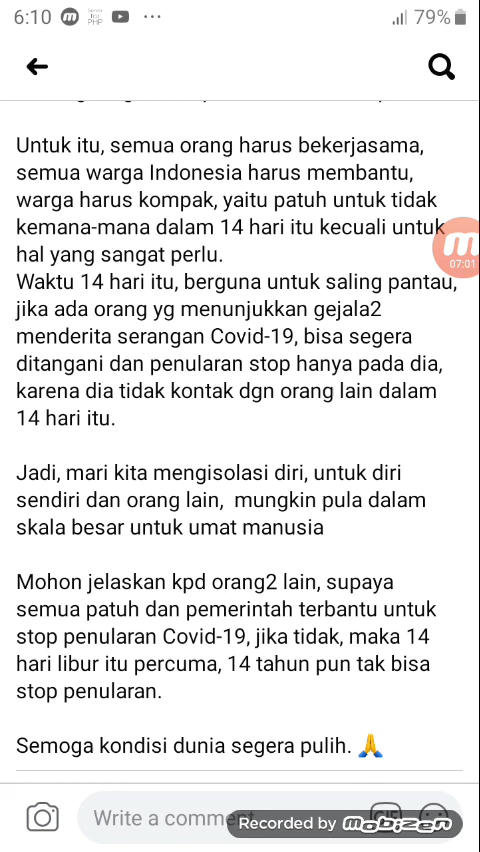 6:10
79%
Untuk itu, semua orang harus bekerjasama,
semua warga Indonesia harus membantu,
warga harus kompak, yaitu patuh untuk tidak
kemana-mana dalam 14 hari itu kecuali untuk
hal yang sangat perlu.
07:01
Waktu 14 hari itu, berguna untuk saling pantau,
jika ada orang yg menunjukkan gejala2
menderita serangan Covid-19, bisa segera
ditangani dan penularan stop hanya pada dia,
karena dia tidak kontak dgn orang lain dalam
14 hari itu.
Jadi, mari kita mengisolasi diri, untuk diri
sendiri dan orang lain, mungkin pula dalam
skala besar untuk umat manusia
Mohon jelaskan kpd orang2 lain, supaya
semua patuh dan pemerintah terbantu untuk
stop penularan Covid-19, jika tidak, maka 14
hari libur itu percuma, 14 tahun pun tak bisa
stop penularan.
Semoga kondisi dunia segera pulih. 🙏
Write a comment
GIF
Recorded by mobizen